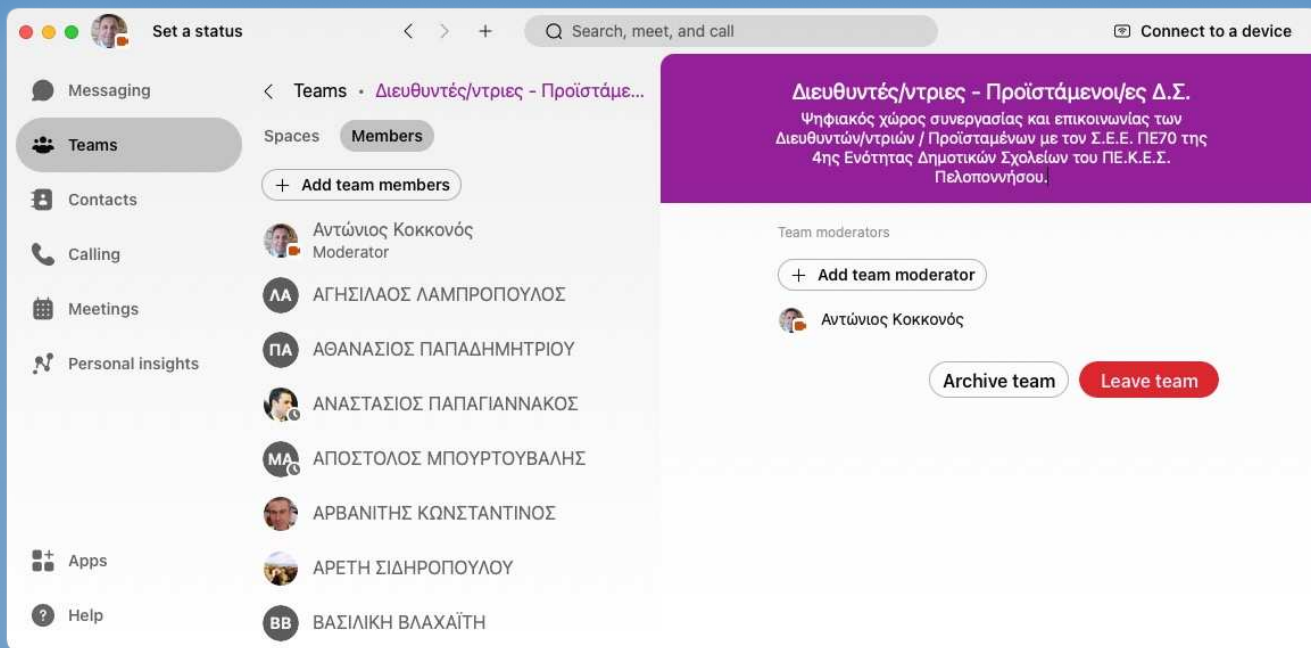 Set a status
Search, meet, and call
Connect to a device
Messaging
Teams
Contacts
Calling
Meetings
Personal insights
Apps
Help
Teams • Διευθυντές/ντριες - Προϊστάμε...
Spaces
Members
+ Add team members
Αντώνιος Κοκκονός
Moderator
ΛΑ ΑΓΗΣΙΛΑΟΣ ΛΑΜΠΡΟΠΟΥΛΟΣ
ΠΑ ΑΘΑΝΑΣΙΟΣ ΠΑΠΑΔΗΜΗΤΡΙΟΥ
ΑΝΑΣΤΑΣΙΟΣ ΠΑΠΑΓΙΑΝΝΑΚΟΣ
ΜΑ ΑΠΟΣΤΟΛΟΣ ΜΠΟΥΡΤΟΥΒΑΛΗΣ
ΑΡΒΑΝΙΤΗΣ ΚΩΝΣΤΑΝΤΙΝΟΣ
ΑΡΕΤΗ ΣΙΔΗΡΟΠΟΥΛΟΥ
ΒΒ ΒΑΣΙΛΙΚΗ ΒΛΑΧΑΪΤΗ
Διευθυντές/ντριες - Προϊστάμενοι/ες Δ.Σ.
Ψηφιακός χώρος συνεργασίας και επικοινωνίας των
Διευθυντών/ντριών / Προϊσταμένων με τον Σ.Ε.Ε. ΠΕ70 της
4ης Ενότητας Δημοτικών Σχολείων του ΠΕ.Κ.Ε.Σ.
Πελοποννήσου.
Team moderators
+ Add team moderator
Αντώνιος Κοκκονός
Archive team
Leave team